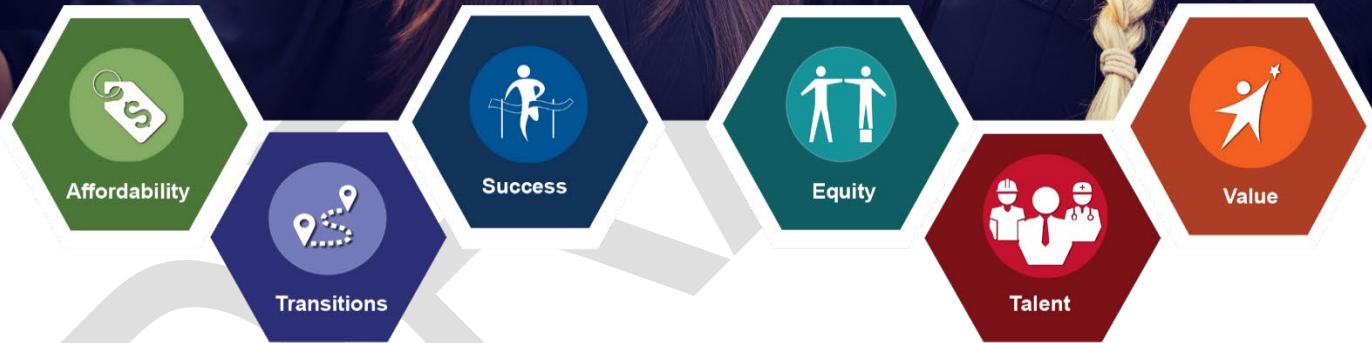 Affordability
Transitions
Success
Equity
Talent
Value